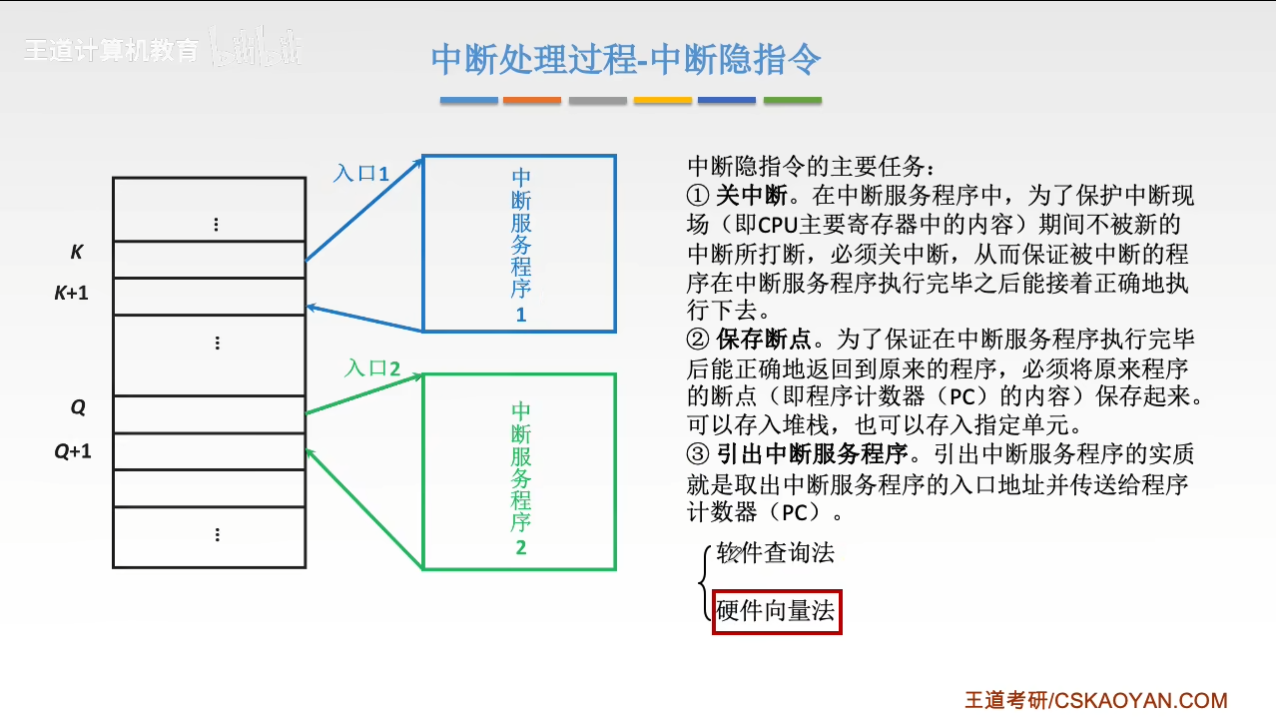 王道计算机教育 bilibili
中断处理过程-中断隐指令
入口1
中断服务程序1
K
K+1
⋮
⋮
入口2
中断服务程序2
Q
Q+1
⋮
中断隐指令的主要任务：
① 关中断。在中断服务程序中，为了保护中断现
场（即CPU主要寄存器中的内容）期间不被新的
中断所打断，必须关中断，从而保证被中断的程
序在中断服务程序执行完毕之后能接着正确地执
行下去。
② 保存断点。为了保证在中断服务程序执行完毕
后能正确地返回到原来的程序，必须将原来程序
的断点（即程序计数器（PC）的内容）保存起来。
可以存入堆栈，也可以存入指定单元。
③ 引出中断服务程序。引出中断服务程序的实质
就是取出中断服务程序的入口地址并传送给程序
计数器（PC）。
软件查询法
硬件向量法
王道考研/CSKAOYAN.COM